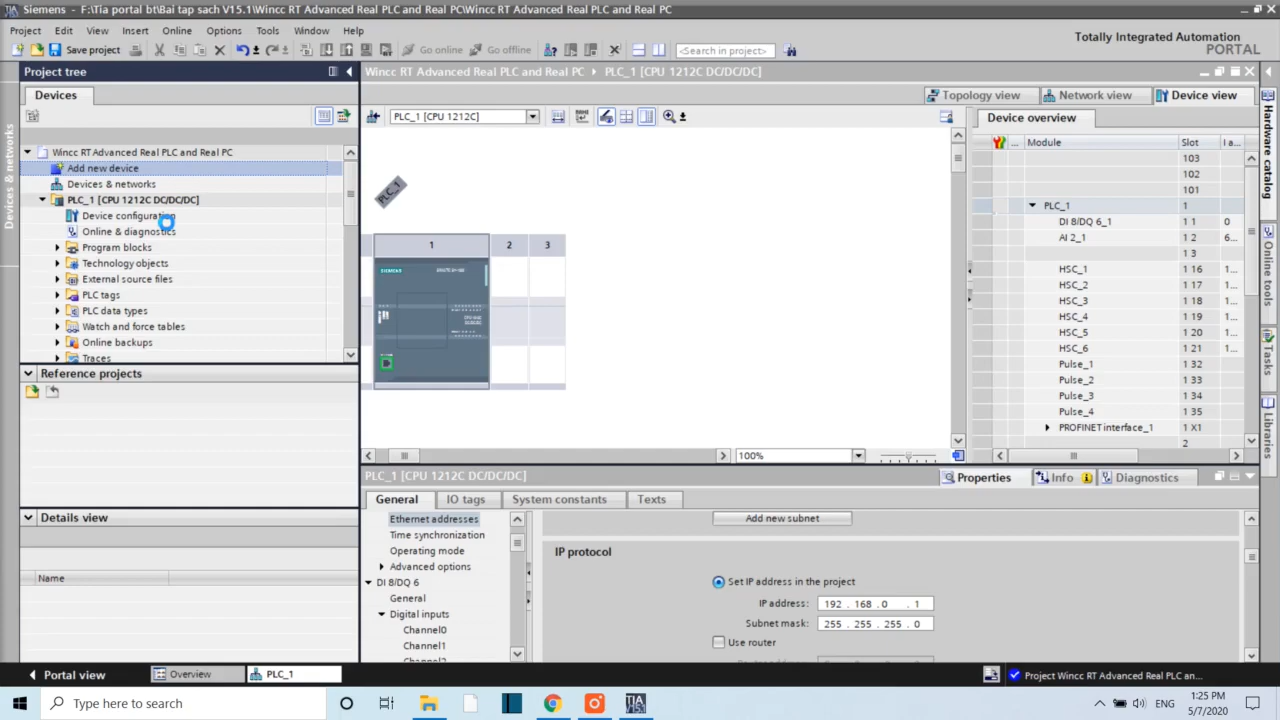 Siemens - F:\Tia portal bt\Bai tap sach V15.1\Wincc RT Advanced Real PLC and Real PC\Wincc RT Advanced Real PLC and Real PC
Project Edit View Insert Online Options Tools Window Help
Totally Integrated Automation
PORTAL
Save project Go online Go offline <Search in project>
Project tree
Wincc RT Advanced Real PLC and Real PC PLC_1 [CPU 1212C DC/DC/DC]
Devices
Topology view Network view Device view
Devices & networks
PLC_1 [CPU 1212C]
Device overview
... Module Slot I a...
Wincc RT Advanced Real PLC and Real PC
Add new device
Devices & networks
PLC_1 [CPU 1212C DC/DC/DC]
Device configuration
Online & diagnostics
Program blocks
Technology objects
External source files
PLC tags
PLC data types
Watch and force tables
Online backups
Traces
PLC_1
1 2 3
SIEMENS
103
102
101
PLC_1 1
DI 8/DQ 6_1 1 1 0
AI 2_1 1 2 6...
1 3
HSC_1 1 16 1...
HSC_2 1 17 1...
HSC_3 1 18 1...
HSC_4 1 19 1...
HSC_5 1 20 1...
HSC_6 1 21 1...
Pulse_1 1 32
Pulse_2 1 33
Pulse_3 1 34
Pulse_4 1 35
PROFINET interface_1 1 X1
2
Hardware catalog
Online tools
Tasks
Libraries
100%
Reference projects
Details view
Name
PLC_1 [CPU 1212C DC/DC/DC]
Properties Info Diagnostics
General IO tags System constants Texts
Ethernet addresses
Time synchronization
Operating mode
Advanced options
DI 8/DQ 6
General
Digital inputs
Channel0
Channel1
Add new subnet
IP protocol
Set IP address in the project
IP address: 192 . 168 . 0 . 1
Subnet mask: 255 . 255 . 255 . 0
Use router
Portal view Overview PLC_1
Project Wincc RT Advanced Real PLC an...
Type here to search
ENG
1:25 PM
5/7/2020